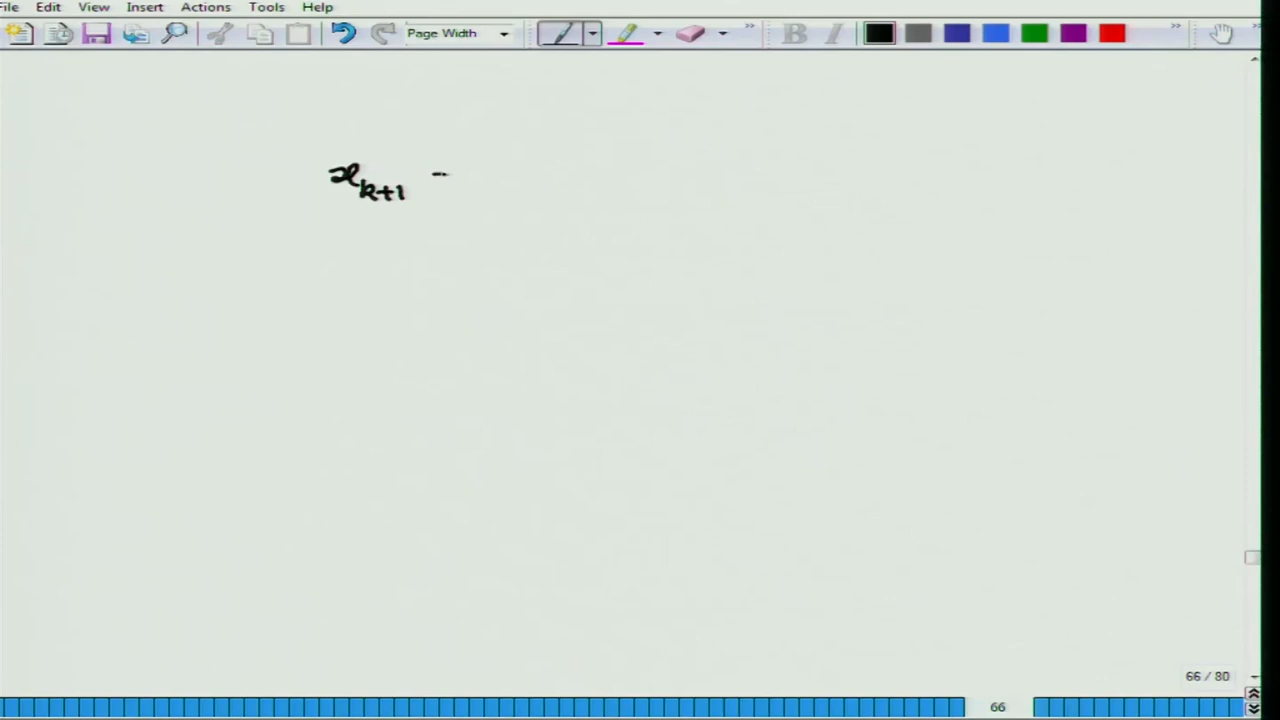 File Edit View Insert Actions Tools Help
Page Width B I
x_{k+1} -
66 / 80
66